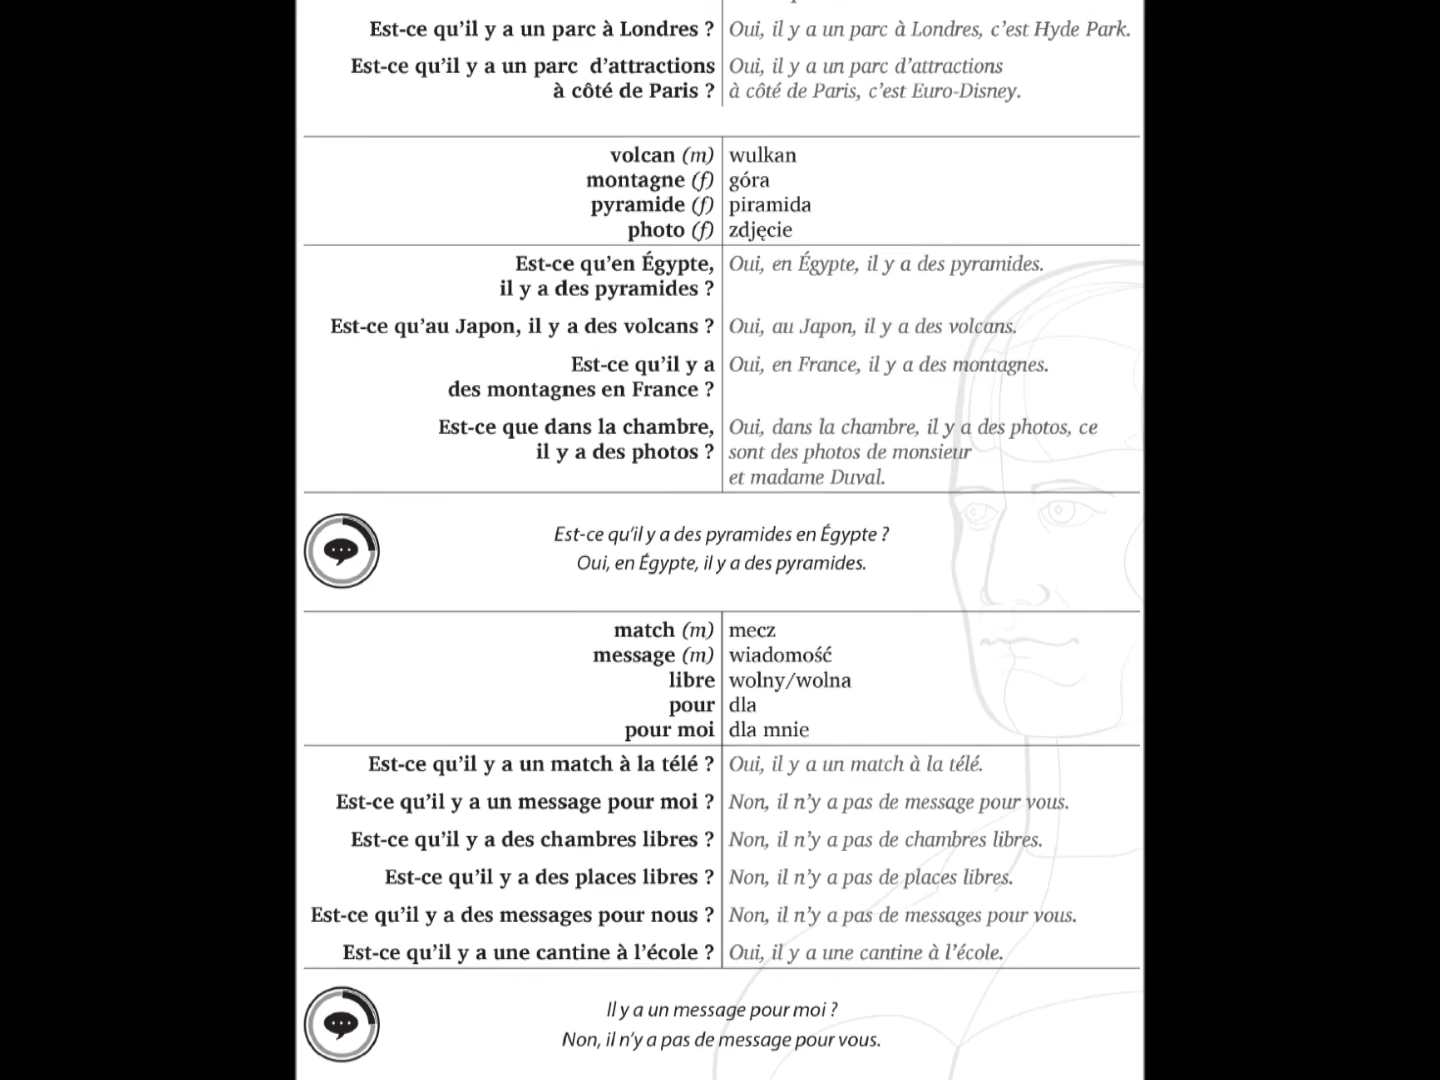 Est-ce qu’il y a un parc à Londres ? Oui, il y a un parc à Londres, c’est Hyde Park.
Est-ce qu’il y a un parc d’attractions Oui, il y a un parc d’attractions
à côté de Paris ? à côté de Paris, c’est Euro-Disney.
volcan (m) wulkan
montagne (f) góra
pyramide (f) piramida
photo (f) zdjęcie
Est-ce qu’en Égypte, Oui, en Égypte, il y a des pyramides.
il y a des pyramides ?
Est-ce qu’au Japon, il y a des volcans ? Oui, au Japon, il y a des volcans.
Est-ce qu’il y a Oui, en France, il y a des montagnes.
des montagnes en France ?
Est-ce que dans la chambre, Oui, dans la chambre, il y a des photos, ce
il y a des photos ? sont des photos de monsieur
et madame Duval.
Est-ce qu’il y a des pyramides en Égypte ?
Oui, en Égypte, il y a des pyramides.
match (m) mecz
message (m) wiadomość
libre wolny/wolna
pour dla
pour moi dla mnie
Est-ce qu’il y a un match à la télé ? Oui, il y a un match à la télé.
Est-ce qu’il y a un message pour moi ? Non, il n’y a pas de message pour vous.
Est-ce qu’il y a des chambres libres ? Non, il n’y a pas de chambres libres.
Est-ce qu’il y a des places libres ? Non, il n’y a pas de places libres.
Est-ce qu’il y a des messages pour nous ? Non, il n’y a pas de messages pour vous.
Est-ce qu’il y a une cantine à l’école ? Oui, il y a une cantine à l’école.
Il y a un message pour moi ?
Non, il n’y a pas de message pour vous.